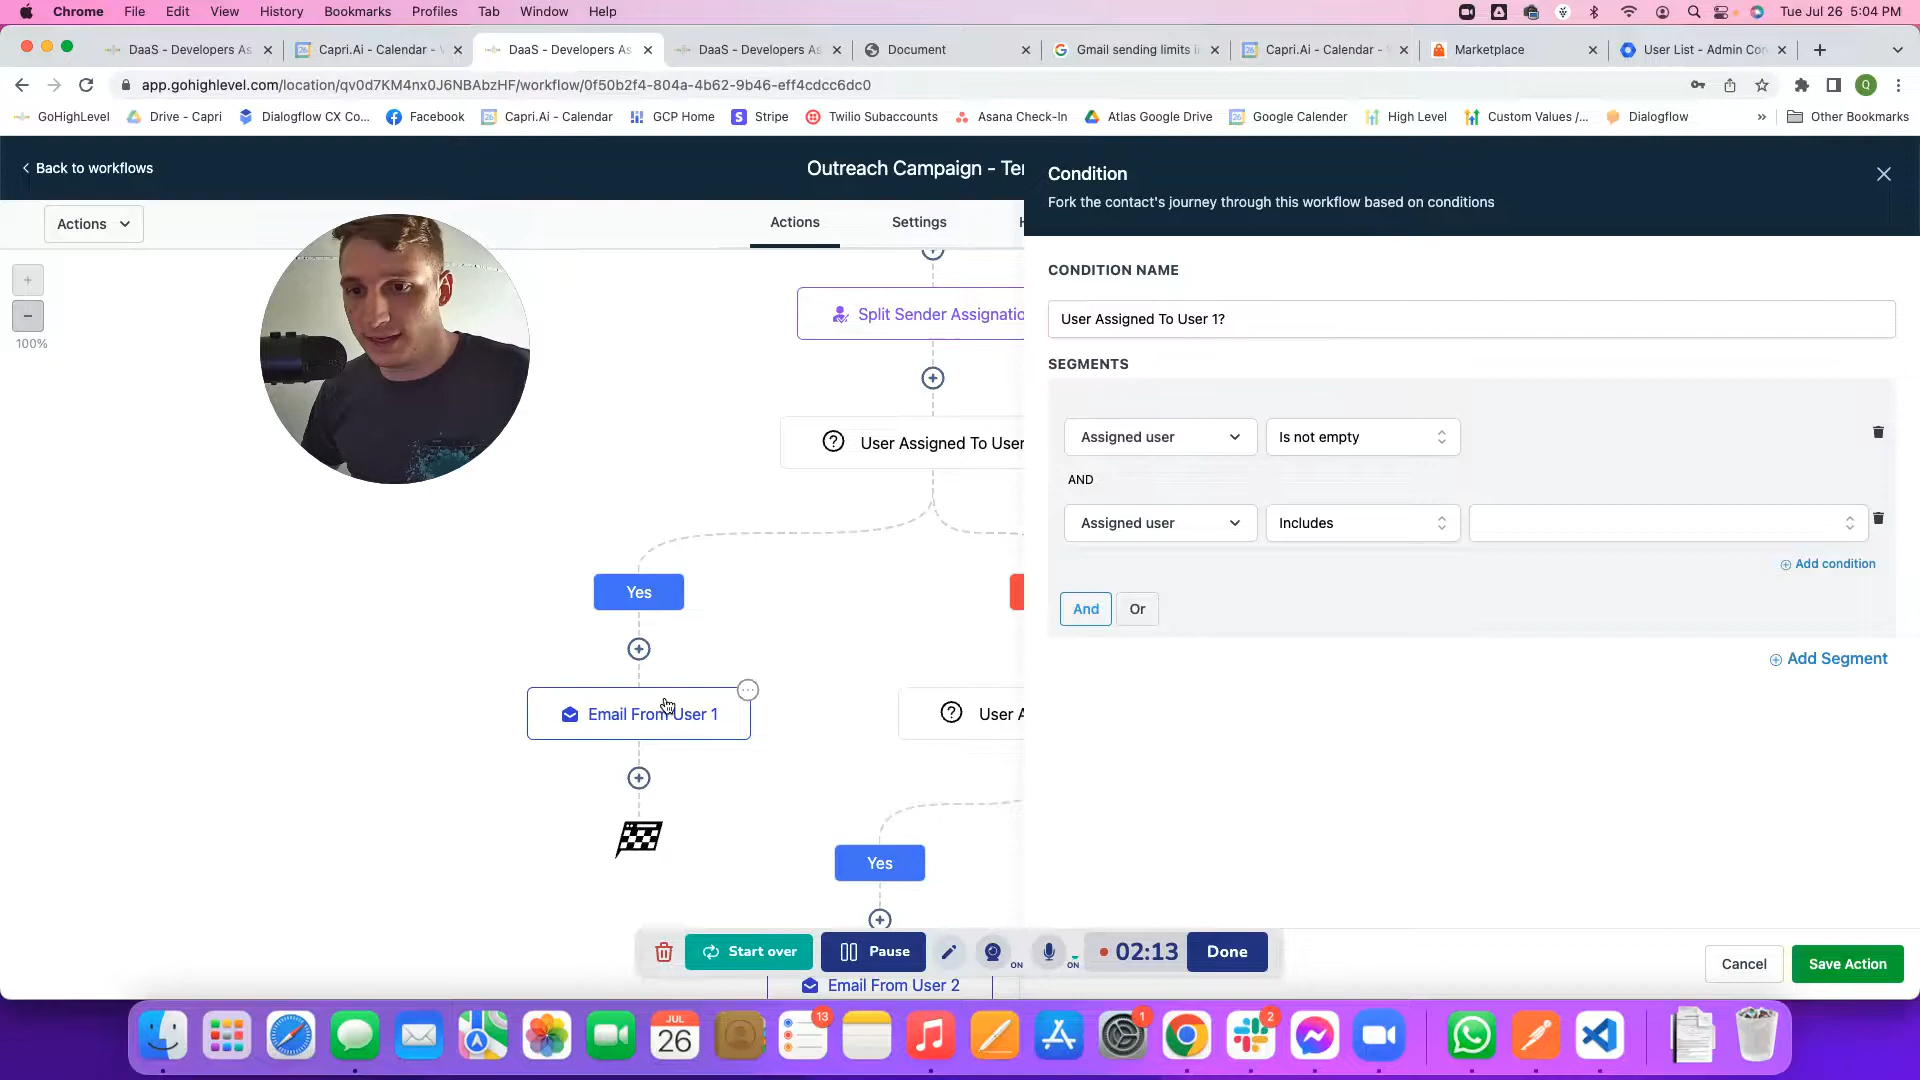 Chrome File Edit View History Bookmarks Profiles Tab Window Help Tue Jul 26 5:04 PM
DaaS - Developers As Capri.Ai - Calendar - DaaS - Developers As DaaS - Developers As Document Gmail sending limits i Capri.Ai - Calendar - Marketplace User List - Admin Con
app.gohighlevel.com/location/qv0d7KM4nx0J6NBAbzHF/workflow/0f50b2f4-804a-4b62-9b46-eff4cdcc6dc0 Q
GoHighLevel Drive - Capri Dialogflow CX Co... Facebook Capri.Ai - Calendar GCP Home Stripe Twilio Subaccounts Asana Check-In Atlas Google Drive Google Calendar High Level Custom Values /... Dialogflow » Other Bookmarks
Back to workflows
Outreach Campaign - Te
Condition
Fork the contact's journey through this workflow based on conditions
Actions
Actions Settings
100%
CONDITION NAME
User Assigned To User 1?
SEGMENTS
Assigned user Is not empty
AND
Assigned user Includes
Add condition
And Or
Add Segment
Split Sender Assignatio
User Assigned To User
Yes
Email From User 1
User A
Yes
Start over Pause ON ON 02:13 Done
Email From User 2
Cancel Save Action
JUL
26
13
1
2